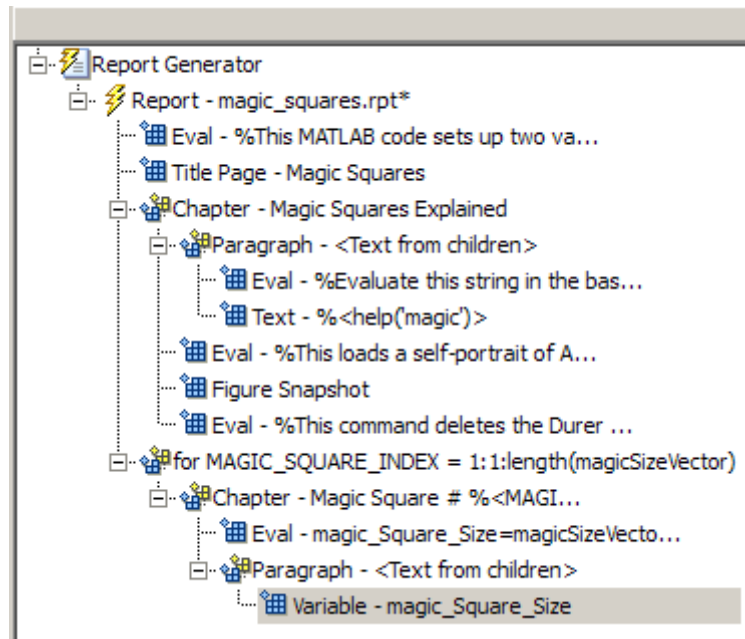 Report Generator
Report - magic_squares.rpt*
Eval - %This MATLAB code sets up two va...
Title Page - Magic Squares
Chapter - Magic Squares Explained
Paragraph - <Text from children>
Eval - %Evaluate this string in the bas...
Text - %<help('magic')>
Eval - %This loads a self-portrait of A...
Figure Snapshot
Eval - %This command deletes the Durer ...
for MAGIC_SQUARE_INDEX = 1:1:length(magicSizeVector)
Chapter - Magic Square # %<MAGI...
Eval - magic_Square_Size=magicSizeVecto...
Paragraph - <Text from children>
Variable - magic_Square_Size